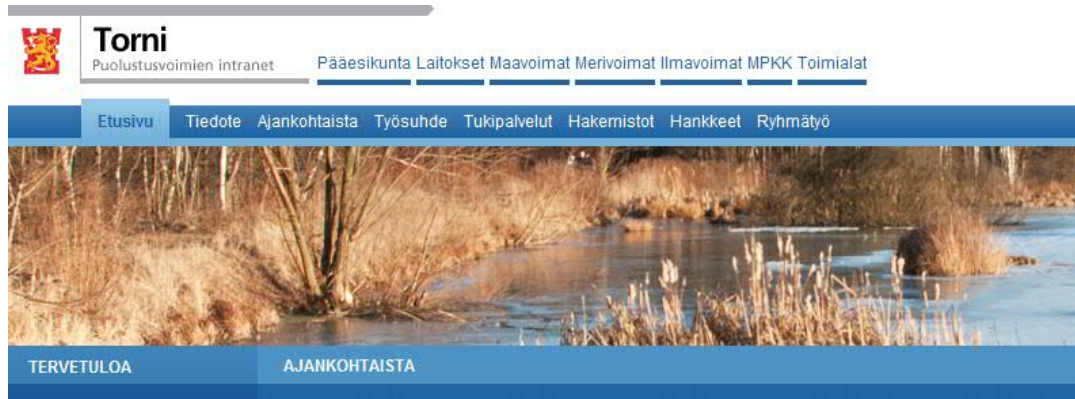 Torni
Puolustusvoimien intranet
Pääesikunta Laitokset Maavoimat Merivoimat Ilmavoimat MPKK Toimialat
Etusivu Tiedote Ajankohtaista Työsuhde Tukipalvelut Hakemistot Hankkeet Ryhmätyö
TERVETULOA AJANKOHTAISTA